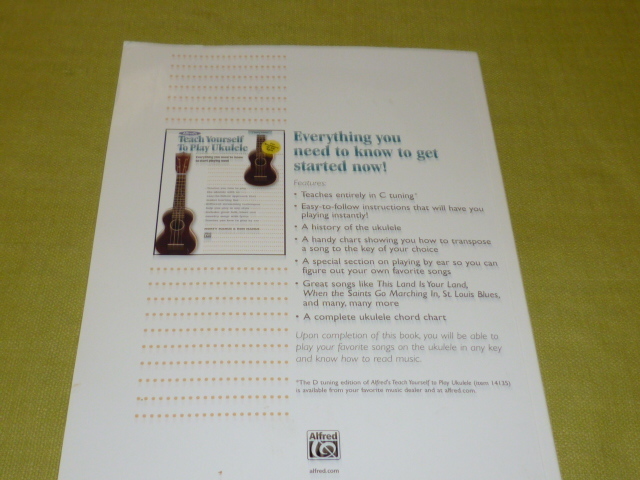 Teach Yourself
To Play Ukulele
Everything you
need to know to get
started now!
Features:
• Teaches entirely in C tuning*
• Easy-to-follow instructions that will have you
playing instantly!
• A history of the ukulele
• A handy chart showing you how to transpose
a song to the key of your choice
• A special section on playing by ear so you can
figure out your own favorite songs
• Great songs like This Land Is Your Land,
When the Saints Go Marching In, St. Louis Blues,
and many, many more
• A complete ukulele chord chart
Upon completion of this book, you will be able to
play your favorite songs on the ukulele in any key
and know how to read music.
*The D tuning edition of Alfred's Teach Yourself to Play Ukulele (item 14135)
is available from your favorite music dealer and at alfred.com.
Alfred
alfred.com